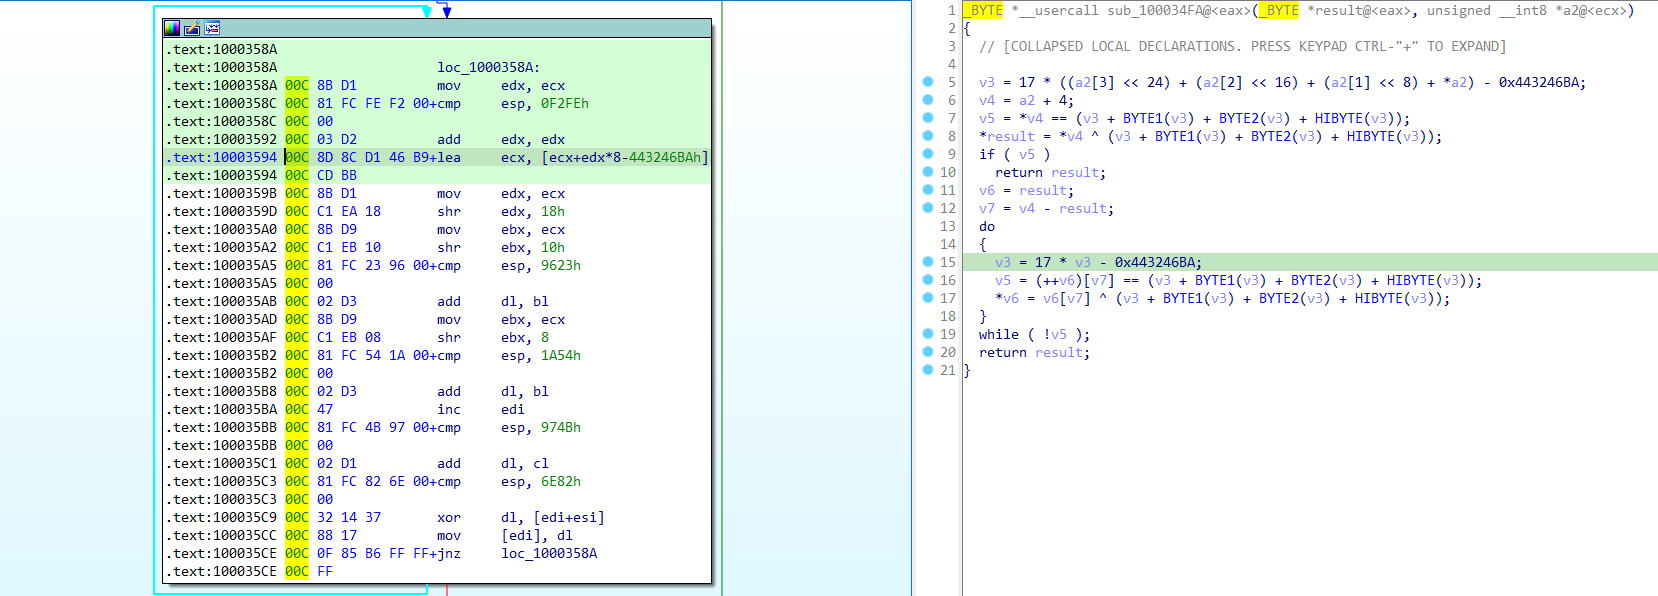 .text:1000358A
.text:1000358A loc_1000358A:
.text:1000358A 00C 8B D1 mov edx, ecx
.text:1000358C 00C 81 FC FE F2 00+cmp esp, 0F2FEh
.text:1000358C 00C 00
.text:10003592 00C 03 D2 add edx, edx
.text:10003594 00C 8D 8C D1 46 B9+lea ecx, [ecx+edx*8-443246BAh]
.text:10003594 00C CD BB
.text:1000359B 00C 8B D1 mov edx, ecx
.text:1000359D 00C C1 EA 18 shr edx, 18h
.text:100035A0 00C 8B D9 mov ebx, ecx
.text:100035A2 00C C1 EB 10 shr ebx, 10h
.text:100035A5 00C 81 FC 23 96 00+cmp esp, 9623h
.text:100035A5 00C 00
.text:100035AB 00C 02 D3 add dl, bl
.text:100035AD 00C 8B D9 mov ebx, ecx
.text:100035AF 00C C1 EB 08 shr ebx, 8
.text:100035B2 00C 81 FC 54 1A 00+cmp esp, 1A54h
.text:100035B2 00C 00
.text:100035B8 00C 02 D3 add dl, bl
.text:100035BA 00C 47 inc edi
.text:100035BB 00C 81 FC 4B 97 00+cmp esp, 974Bh
.text:100035BB 00C 00
.text:100035C1 00C 02 D1 add dl, cl
.text:100035C3 00C 81 FC 82 6E 00+cmp esp, 6E82h
.text:100035C3 00C 00
.text:100035C9 00C 32 14 37 xor dl, [edi+esi]
.text:100035CC 00C 88 17 mov [edi], dl
.text:100035CE 00C 0F 85 B6 FF FF+jnz loc_1000358A
.text:100035CE 00C FF
1 _BYTE *__usercall sub_100034FA@<eax>(_BYTE *result@<eax>, unsigned __int8 *a2@<ecx>)
2 {
3 // [COLLAPSED LOCAL DECLARATIONS. PRESS KEYPAD CTRL-"+" TO EXPAND]
4
5 v3 = 17 * ((a2[3] << 24) + (a2[2] << 16) + (a2[1] << 8) + *a2) - 0x443246BA;
6 v4 = a2 + 4;
7 v5 = *v4 == (v3 + BYTE1(v3) + BYTE2(v3) + HIBYTE(v3));
8 *result = *v4 ^ (v3 + BYTE1(v3) + BYTE2(v3) + HIBYTE(v3));
9 if ( v5 )
10 return result;
11 v6 = result;
12 v7 = v4 - result;
13 do
14 {
15 v3 = 17 * v3 - 0x443246BA;
16 v5 = (++v6)[v7] == (v3 + BYTE1(v3) + BYTE2(v3) + HIBYTE(v3));
17 *v6 = v6[v7] ^ (v3 + BYTE1(v3) + BYTE2(v3) + HIBYTE(v3));
18 }
19 while ( !v5 );
20 return result;
21 }